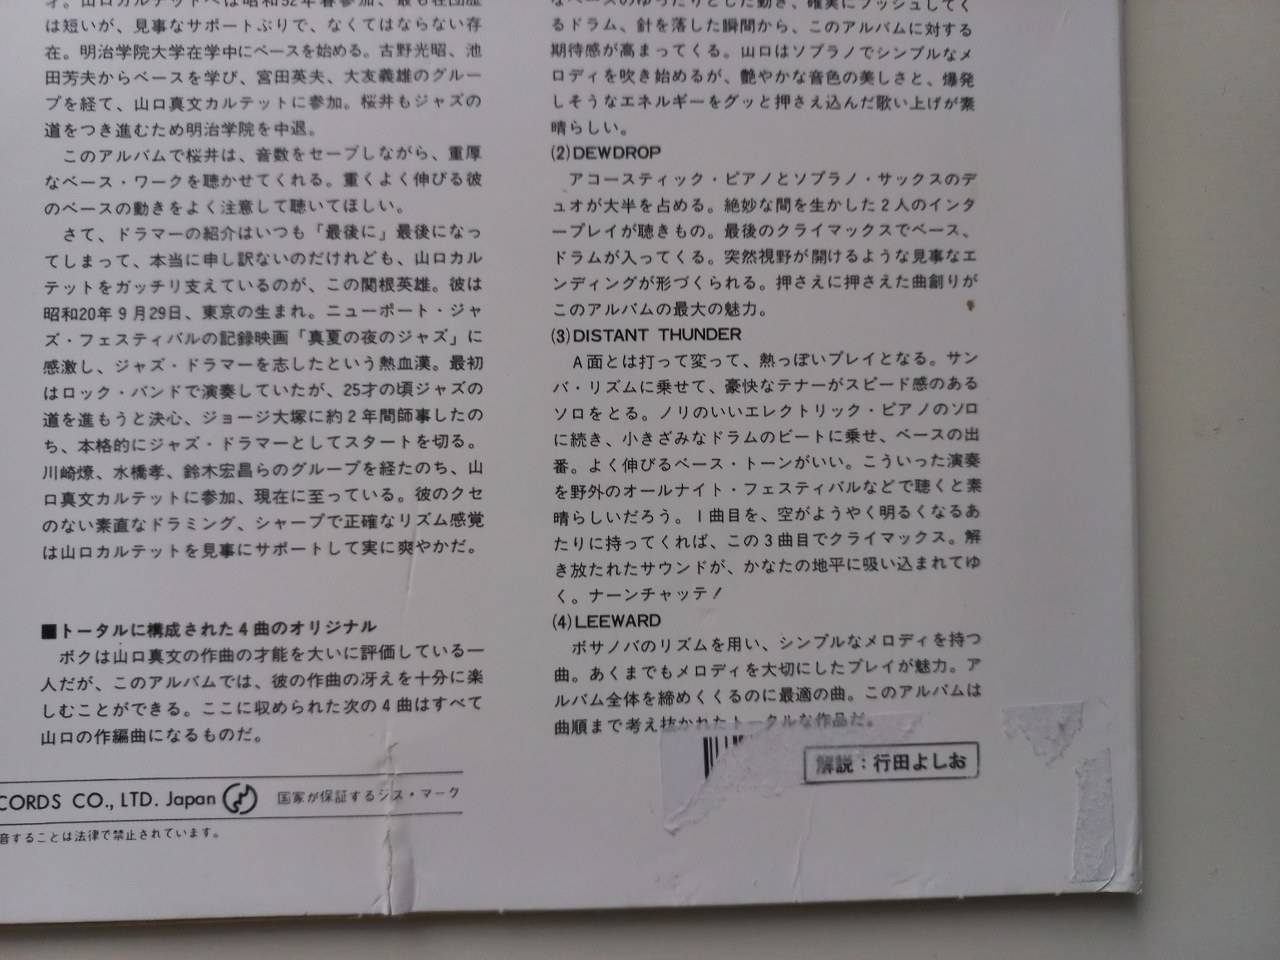 才。山口カルテットへは昭和52年春参加、最も在団歴
は短いが、見事なサポートぶりで、なくてはならない存
在。明治学院大学在学中にベースを始める。古野光昭、池
田芳夫からベースを学び、宮田英夫、大友義雄のグルー
プを経て、山口真文カルテットに参加。桜井もジャズの
道をつき進むため明治学院を中退。
このアルバムで桜井は、音数をセーブしながら、重厚
なベース・ワークを聴かせてくれる。重くよく伸びる彼
のベースの動きをよく注意して聴いてほしい。
さて、ドラマーの紹介はいつも「最後に」最後になっ
てしまって、本当に申し訳ないのだけれども、山口カル
テットをガッチリ支えているのが、この関根英雄。彼は
昭和20年9月29日、東京の生まれ。ニューポート・ジャ
ズ・フェスティバルの記録映画「真夏の夜のジャズ」に
感激し、ジャズ・ドラマーを志したという熱血漢。最初
はロック・バンドで演奏していたが、25才の頃ジャズの
道を進もうと決心、ジョージ大塚に約2年間師事したの
ち、本格的にジャズ・ドラマーとしてスタートを切る。
川崎燎、水橋孝、鈴木宏昌らのグループを経たのち、山
口真文カルテットに参加、現在に至っている。彼のクセ
のない素直なドラミング、シャープで正確なリズム感覚
は山口カルテットを見事にサポートして実に爽やかだ。
■トータルに構成された4曲のオリジナル
ボクは山口真文の作曲の才能を大いに評価している一
人だが、このアルバムでは、彼の作曲の冴えを十分に楽
しむことができる。ここに収められた次の4曲はすべて
山口の作編曲になるものだ。
なベースのゆったりとした動き、確実にプッシュしてく
るドラム、針を落した瞬間から、このアルバムに対する
期待感が高まってくる。山口はソプラノでシンプルなメ
ロディを吹き始めるが、艶やかな音色の美しさと、爆発
しそうなエネルギーをグッと押さえ込んだ歌い上げが素
晴らしい。
(2)DEWDROP
アコースティック・ピアノとソプラノ・サックスのデ
ュオが大半を占める。絶妙な間を生かした2人のインタ
ープレイが聴きもの。最後のクライマックスでベース、
ドラムが入ってくる。突然視野が開けるような見事なエ
ンディングが形づくられる。押さえに押さえた曲創りが
このアルバムの最大の魅力。
(3)DISTANT THUNDER
A面とは打って変って、熱っぽいプレイとなる。サン
バ・リズムに乗せて、豪快なテナーがスピード感のある
ソロをとる。ノリのいいエレクトリック・ピアノのソロ
に続き、小きざみなドラムのビートに乗せ、ベースの出
番。よく伸びるベース・トーンがいい。こういった演奏
を野外のオールナイト・フェスティバルなどで聴くと素
晴らしいだろう。1曲目を、空がようやく明るくなるあ
たりに持ってくれば、この3曲目でクライマックス。解
き放たれたサウンドが、かなたの地平に吸い込まれてゆ
く。ナーンチャッテ!
(4)LEEWARD
ボサノバのリズムを用い、シンプルなメロディを持つ
曲。あくまでもメロディを大切にしたプレイが魅力。ア
ルバム全体を締めくくるのに最適の曲。このアルバムは
曲順まで考え抜かれたトータルな作品だ。
解説：行田よしお
CORDS CO., LTD. Japan 国家が保証するジス・マーク
音することは法律で禁止されています。